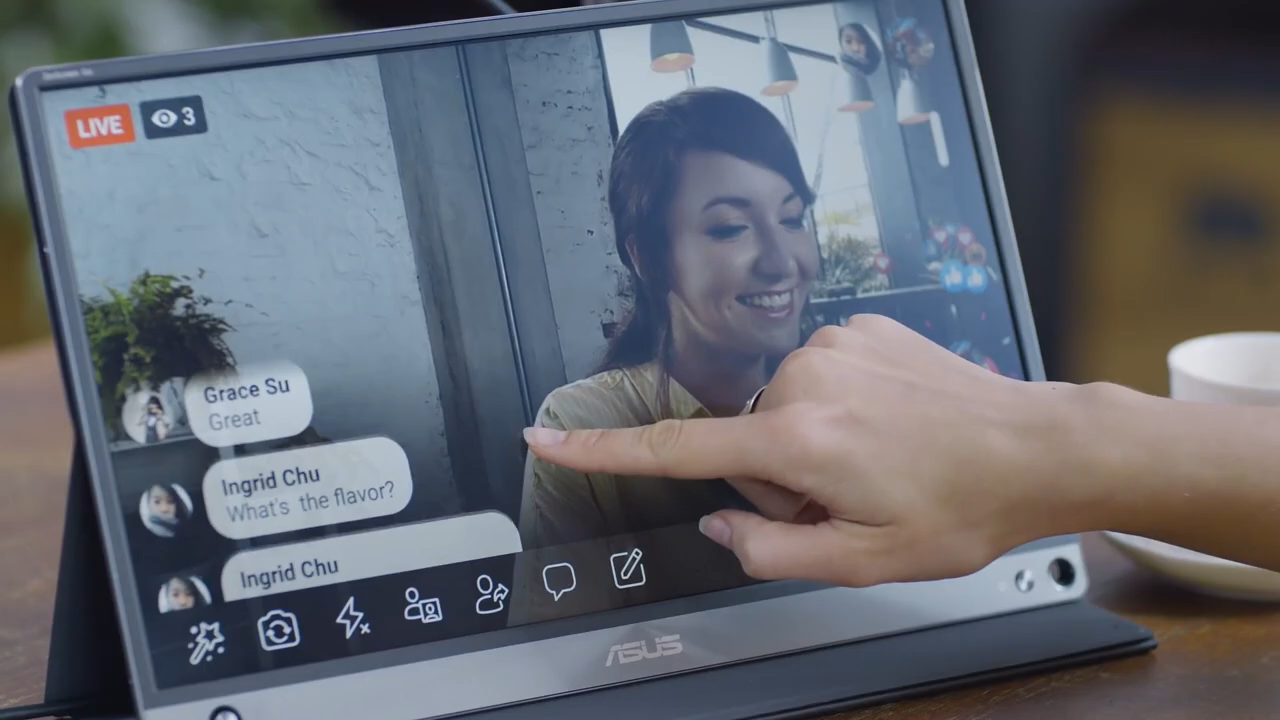 LIVE
3
Grace Su
Great
Ingrid Chu
What's the flavor?
Ingrid Chu
ASUS